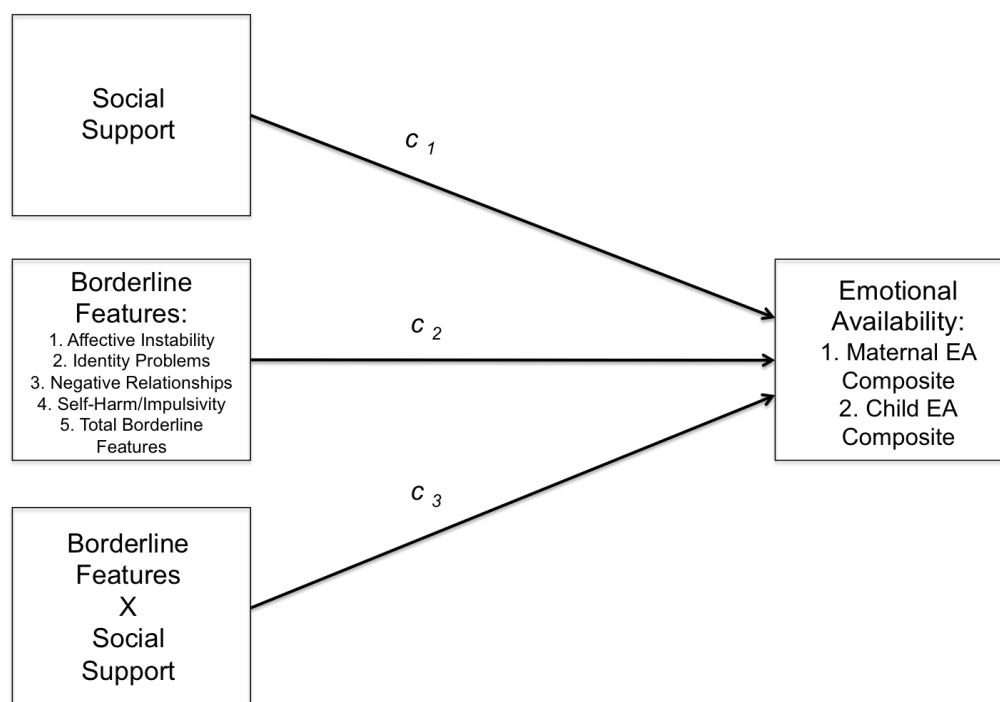 Social
Support
c 1
Borderline
Features:
1. Affective Instability
2. Identity Problems
3. Negative Relationships
4. Self-Harm/Impulsivity
5. Total Borderline
Features
c 2
Emotional
Availability:
1. Maternal EA
Composite
2. Child EA
Composite
c 3
Borderline
Features
X
Social
Support